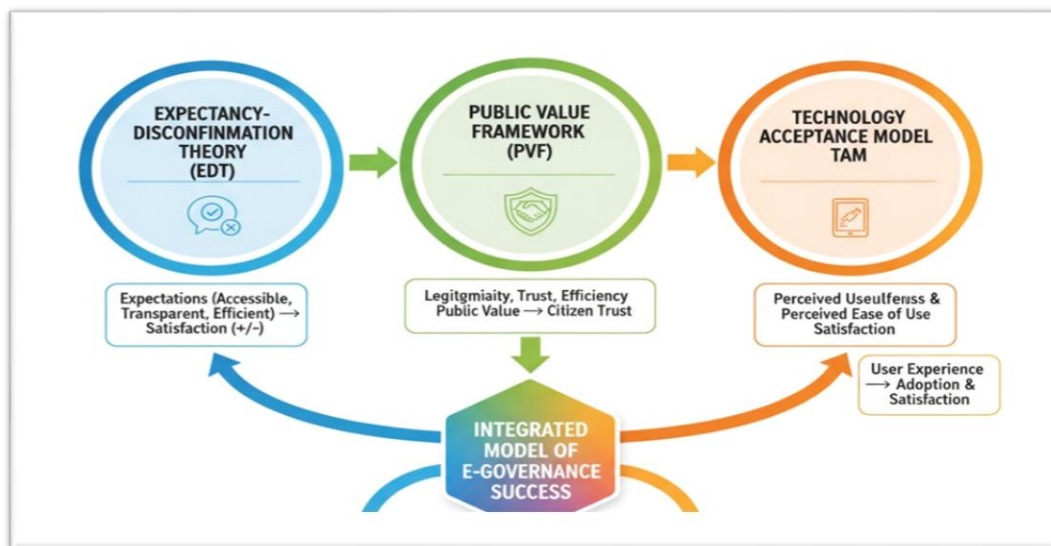 EXPECTANCY-
DISCONFINMATION
THEORY
(EDT)
PUBLIC VALUE
FRAMEWORK
(PVF)
TECHNOLOGY
ACCEPTANCE MODEL
TAM
Expectations (Accessible,
Transparent, Efficient) →
Satisfaction (+/–)
Legitgmiaity, Trust, Efficiency
Public Value → Citizen Trust
Perceived Useulfenss &
Perceived Ease of Use
Satisfaction
User Experience
→ Adoption &
Satisfaction
INTEGRATED
MODEL OF
E-GOVERNANCE
SUCCESS